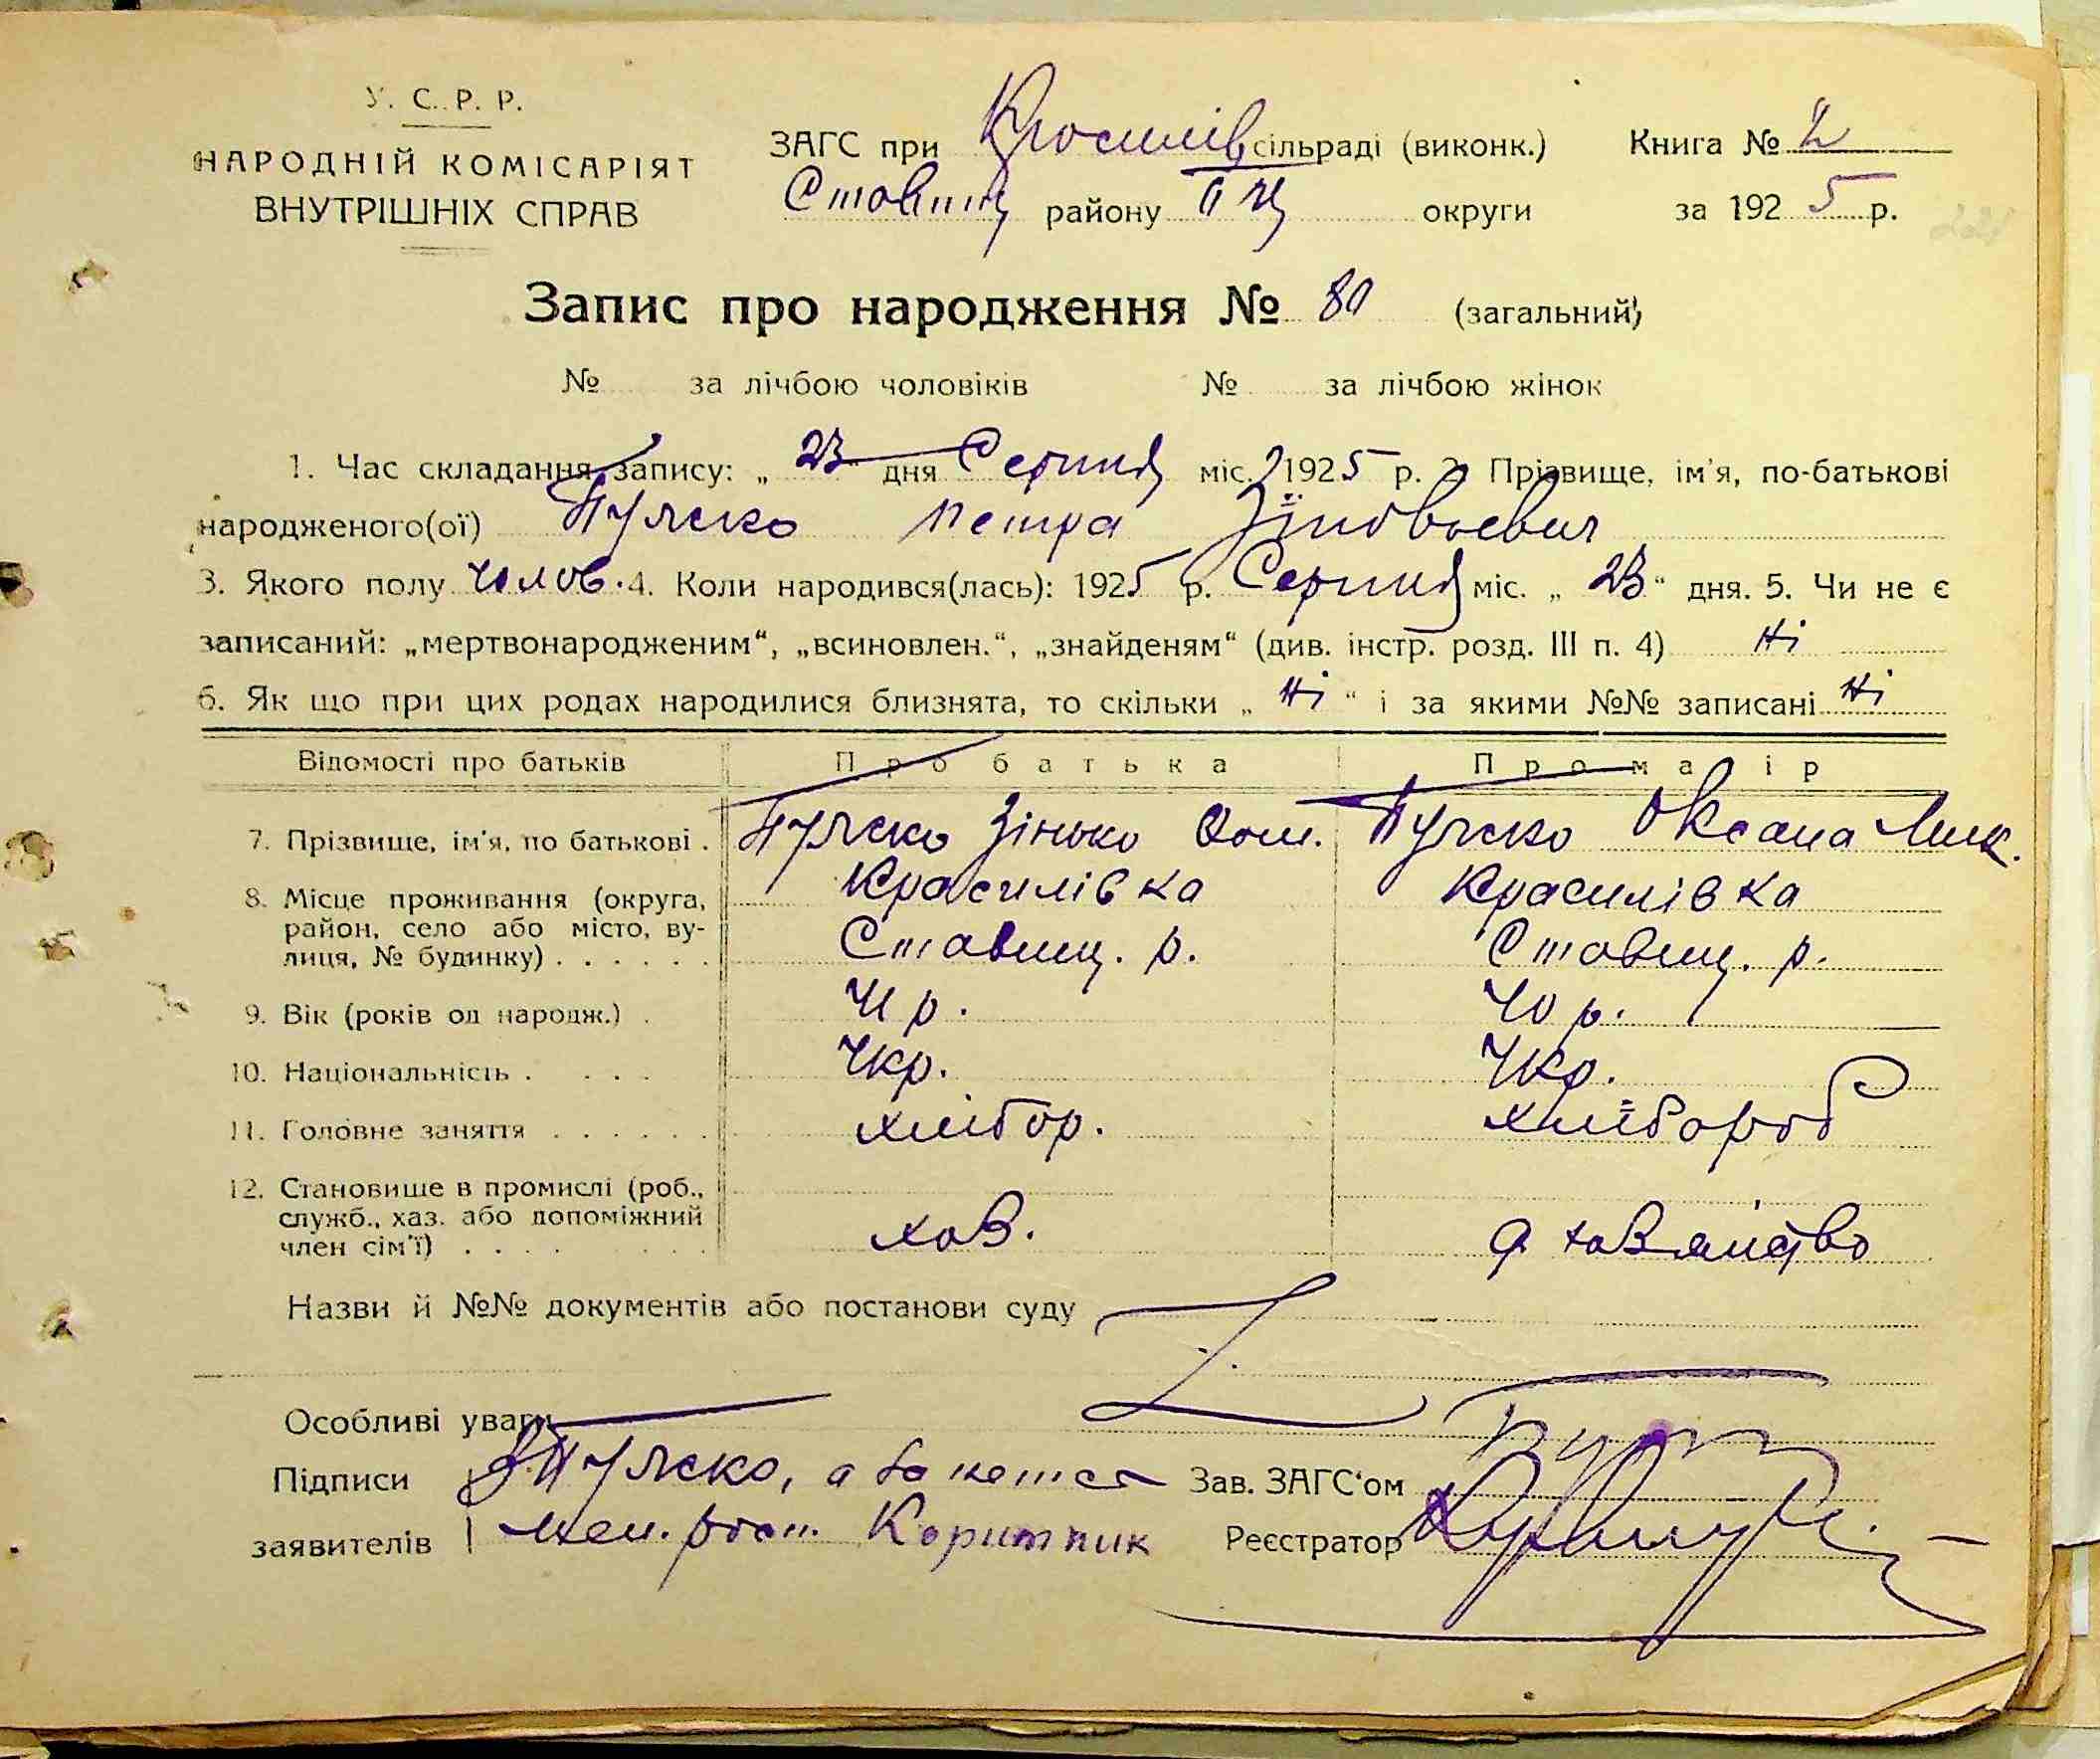 У. С. Р. Р.
НАРОДНІЙ КОМІСАРІЯТ
ВНУТРІШНІХ СПРАВ
ЗАГС при Красилів сільраді (виконк.) Книга № 2
Ставищ району БЦ округи за 1925 р.
Запис про народження № 80 (загальний)
№ за лічбою чоловіків № за лічбою жінок
1. Час складання запису: „23" дня Серпня міс. 1925 р. 2. Прізвище, ім'я, по-батькові
народженого(ої) Петра Зіновьевич
3. Якого полу Чолов. 4. Коли народився(лась): 1925 р. Серпня міс. „23" дня. 5. Чи не є
записаний: „мертвонародженим", „всиновлен.", „знайденям" (див. інстр. розд. III п. 4) Ні
6. Як що при цих родах народилися близнята, то скільки „Ні" і за якими №№ записані Ні
Відомості про батьків Про батька Про матір
7. Прізвище, ім'я, по батькові . Зінько Оксана
8. Місце проживання (округа, район, село або місто, вулиця, № будинку) . . . . . . Красилівка Ставищ. р. Красилівка Ставищ. р.
9. Вік (років од народж.) . 41 р. 40 р.
10. Національність . . . . Укр. Укр.
11. Головне заняття . . . . . . хлібор. хлібороб
12. Становище в промислі (роб., служб., хаз. або допоміжний член сім'ї) . . . . хаз.
Назви й №№ документів або постанови суду
Особливі уваги
Підписи Зав. ЗАГС'ом
заявителів Коритник Реєстратор